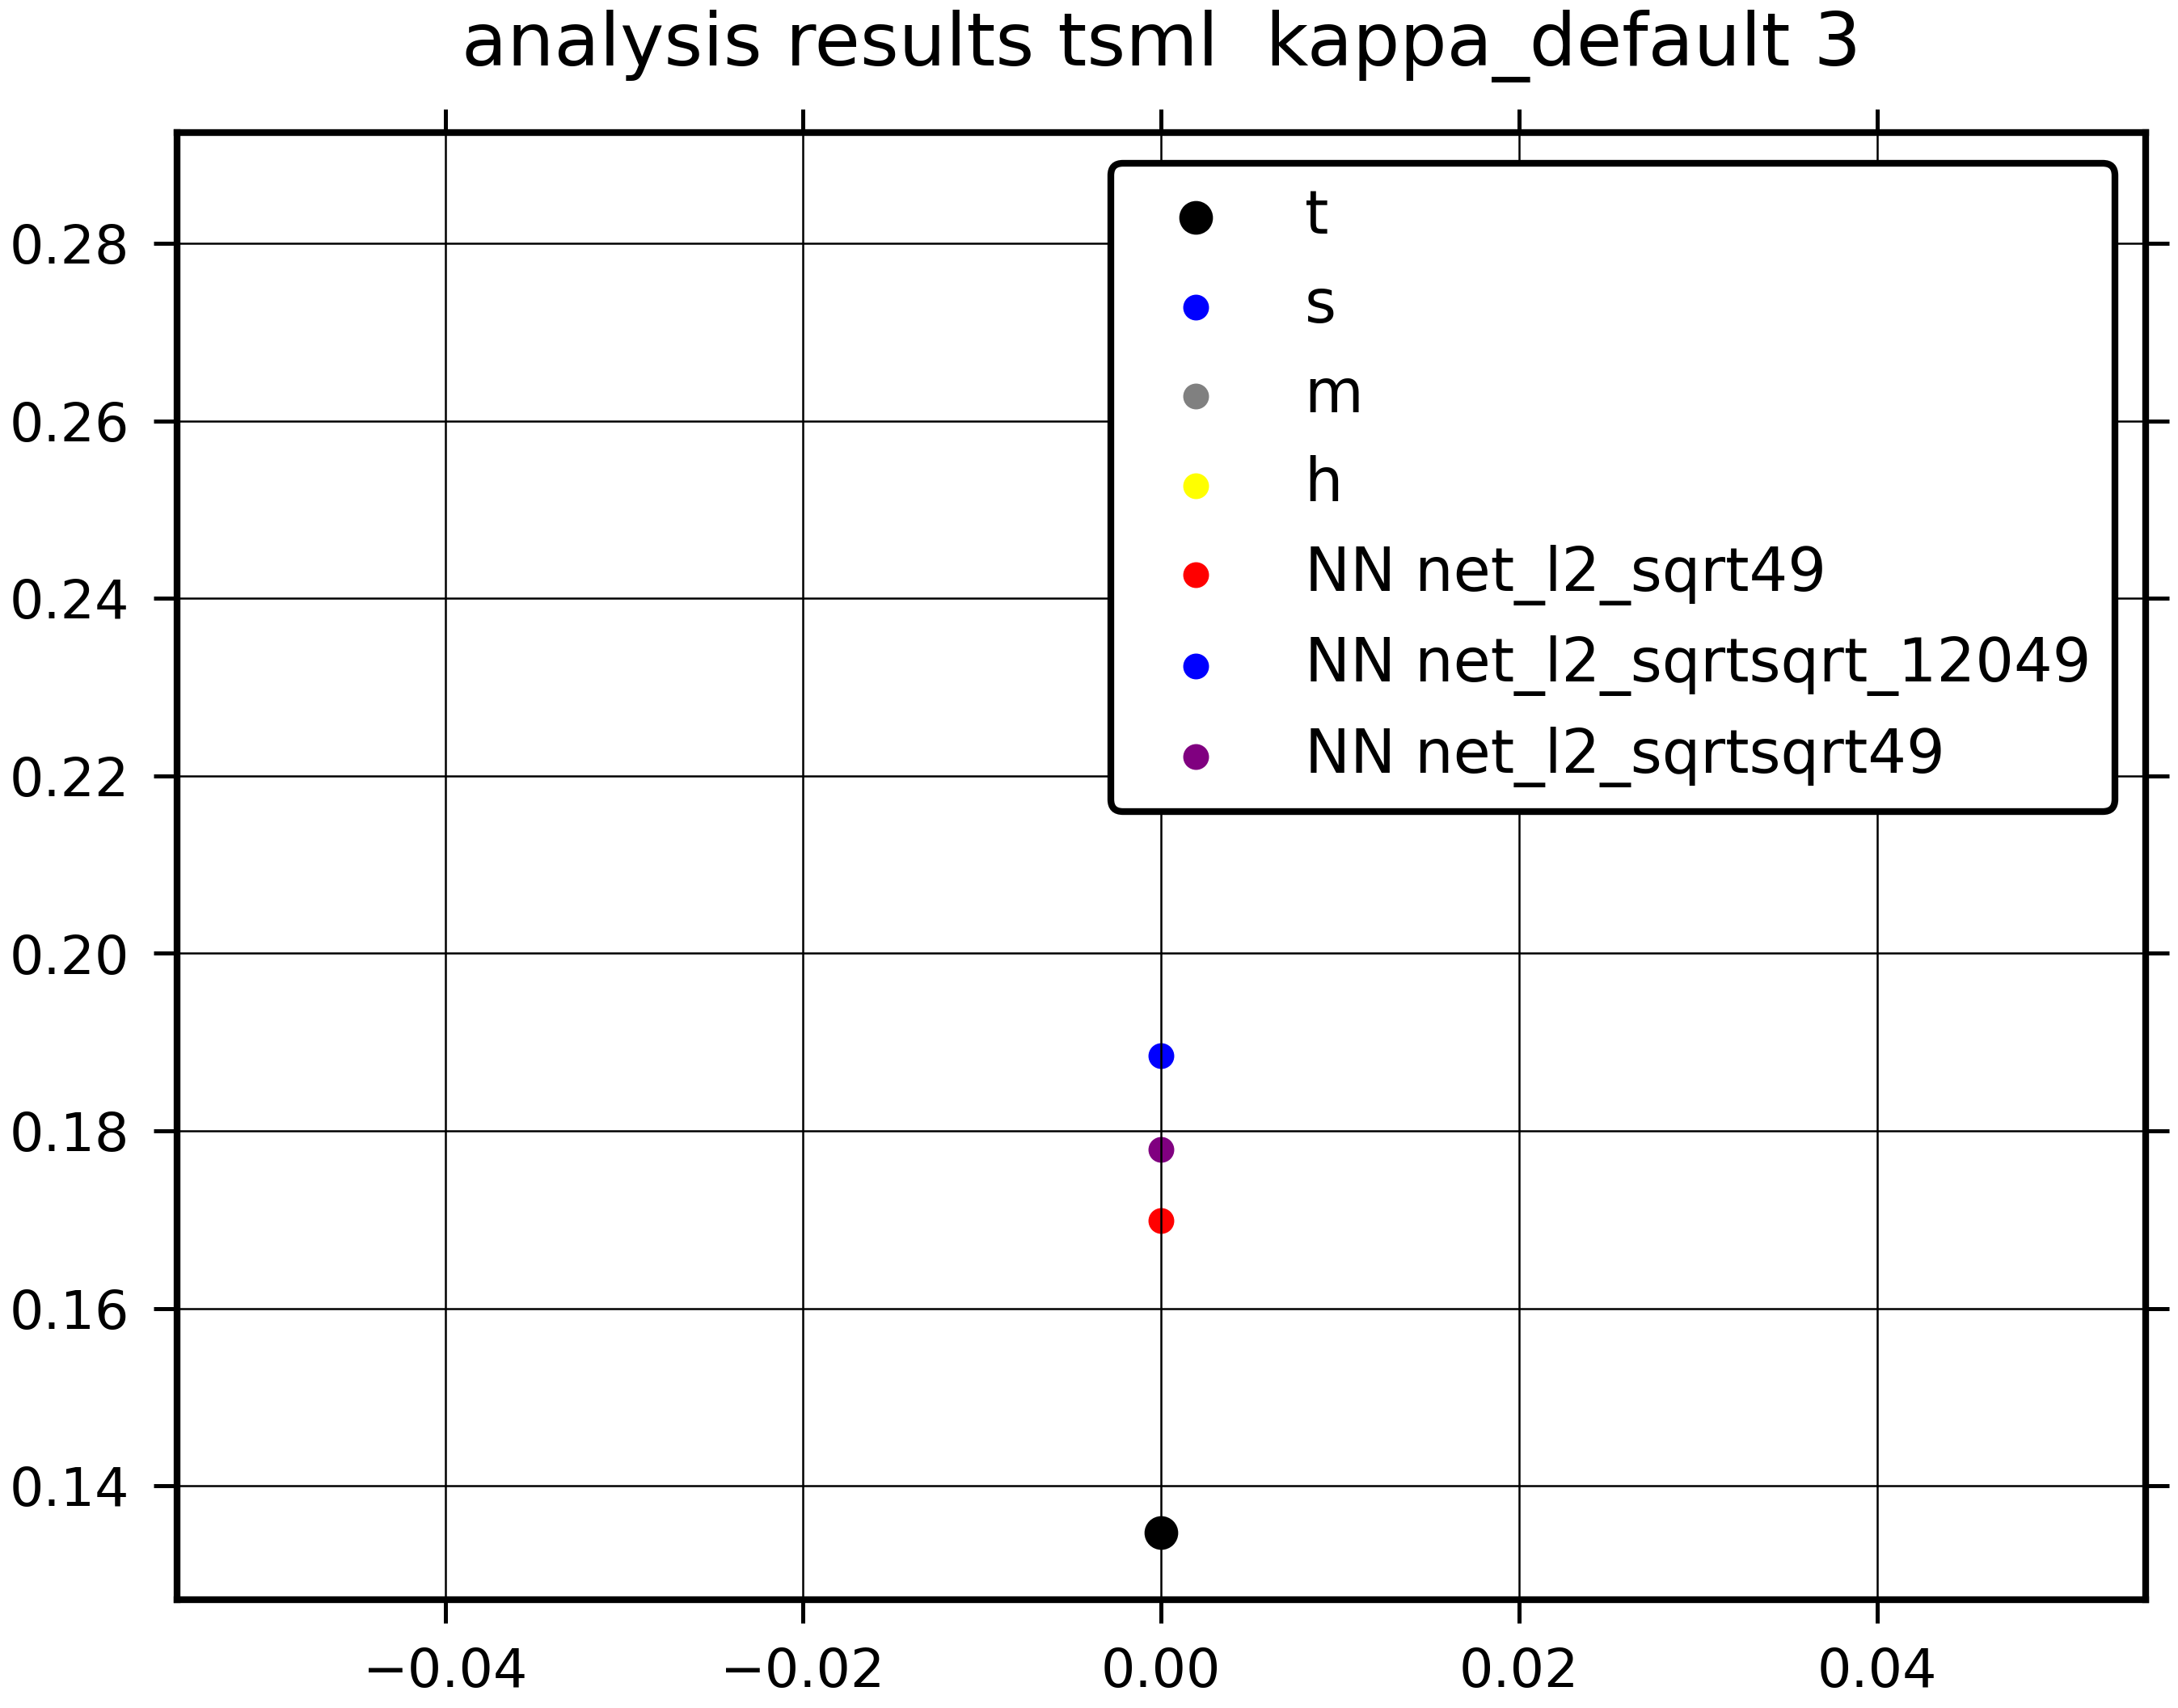 analysis results tsml  kappa_default 3
0.28
0.26
0.24
0.22
0.20
0.18
0.16
0.14
t
s
m
h
NN net_l2_sqrt49
NN net_l2_sqrtsqrt_12049
NN net_l2_sqrtsqrt49
−0.04 −0.02 0.00 0.02 0.04